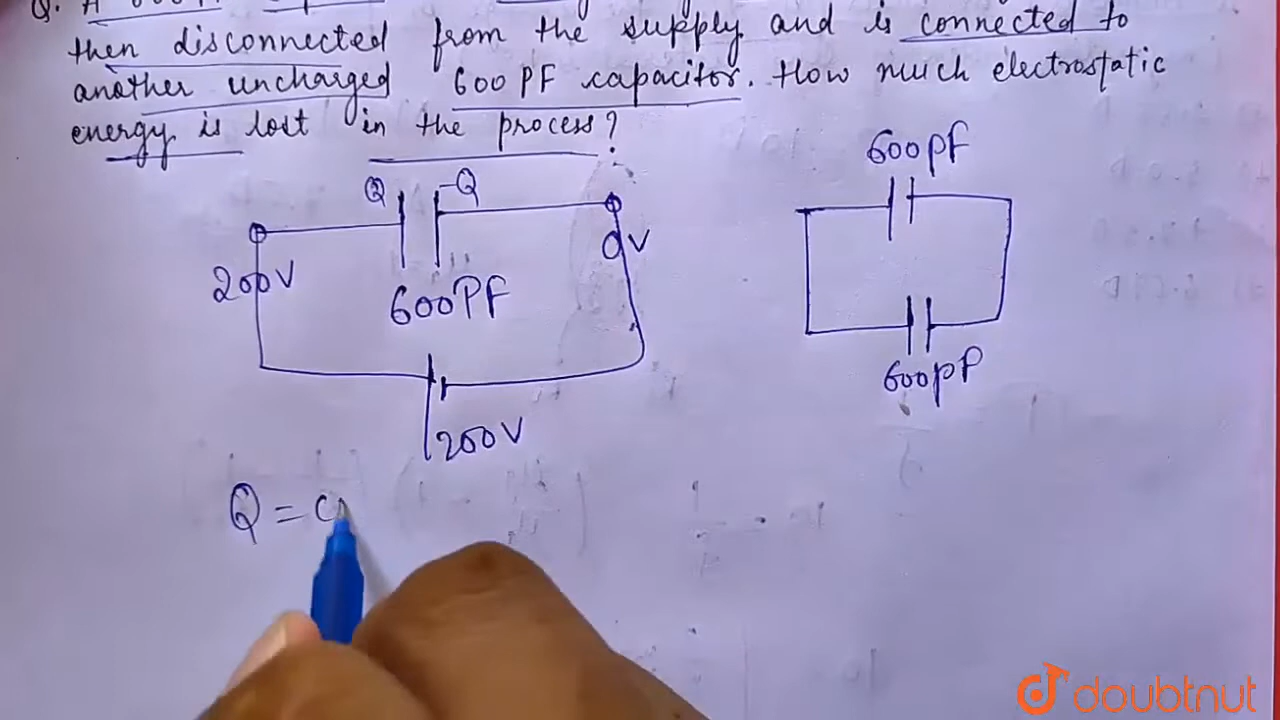 then disconnected from the supply and is connected to
another uncharged 600 PF capacitor. How much electrostatic
energy is lost in the process?
600pF
Q -Q
200V 0V
600PF
600pF
200V
Q = C
doubtnut